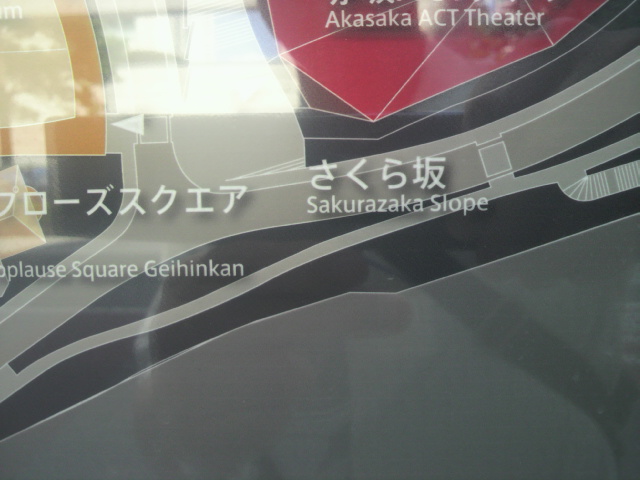 Akasaka ACT Theater
さくら坂
Sakurazaka Slope
ブローズスクエア
pplause Square Geihinkan